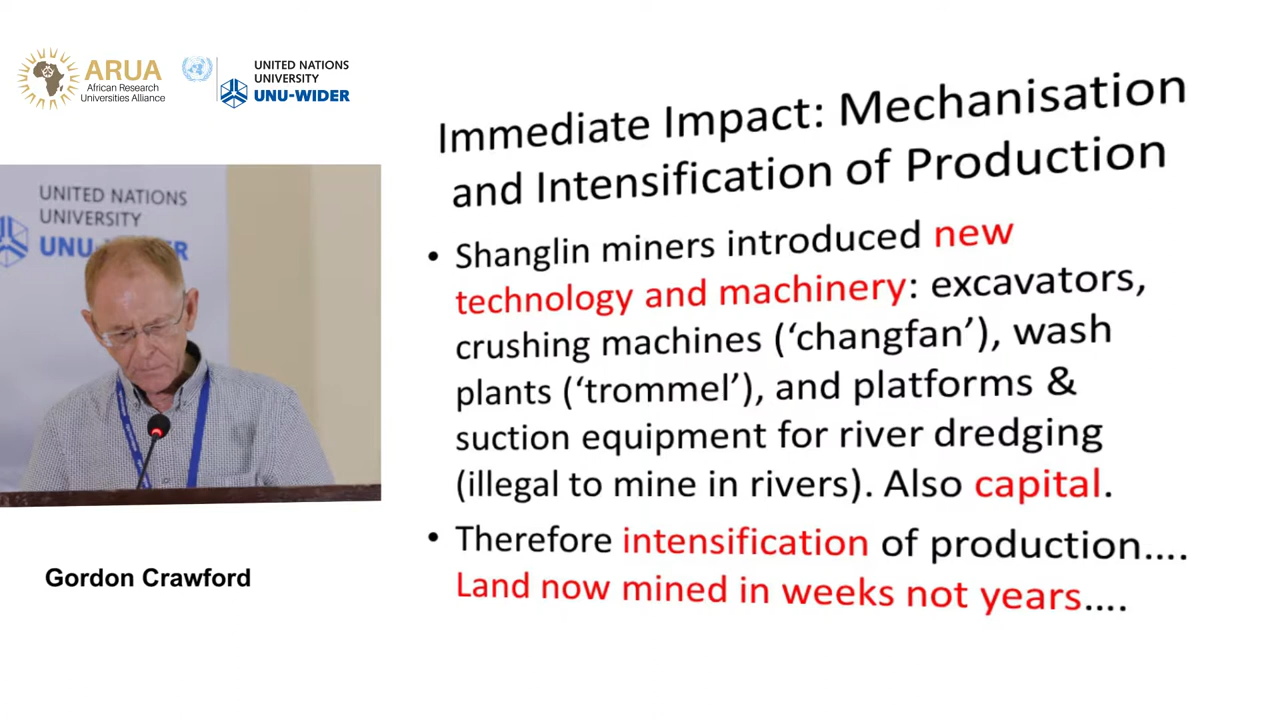 ARUA
African Research
Universities Alliance
UNITED NATIONS
UNIVERSITY
UNU-WIDER
Immediate Impact: Mechanisation
and Intensification of Production
• Shanglin miners introduced new
technology and machinery: excavators,
crushing machines (‘changfan’), wash
plants (‘trommel’), and platforms &
suction equipment for river dredging
(illegal to mine in rivers). Also capital.
• Therefore intensification of production....
Land now mined in weeks not years....
UNITED NATIONS
UNIVERSITY
UNU-WIDER
Gordon Crawford